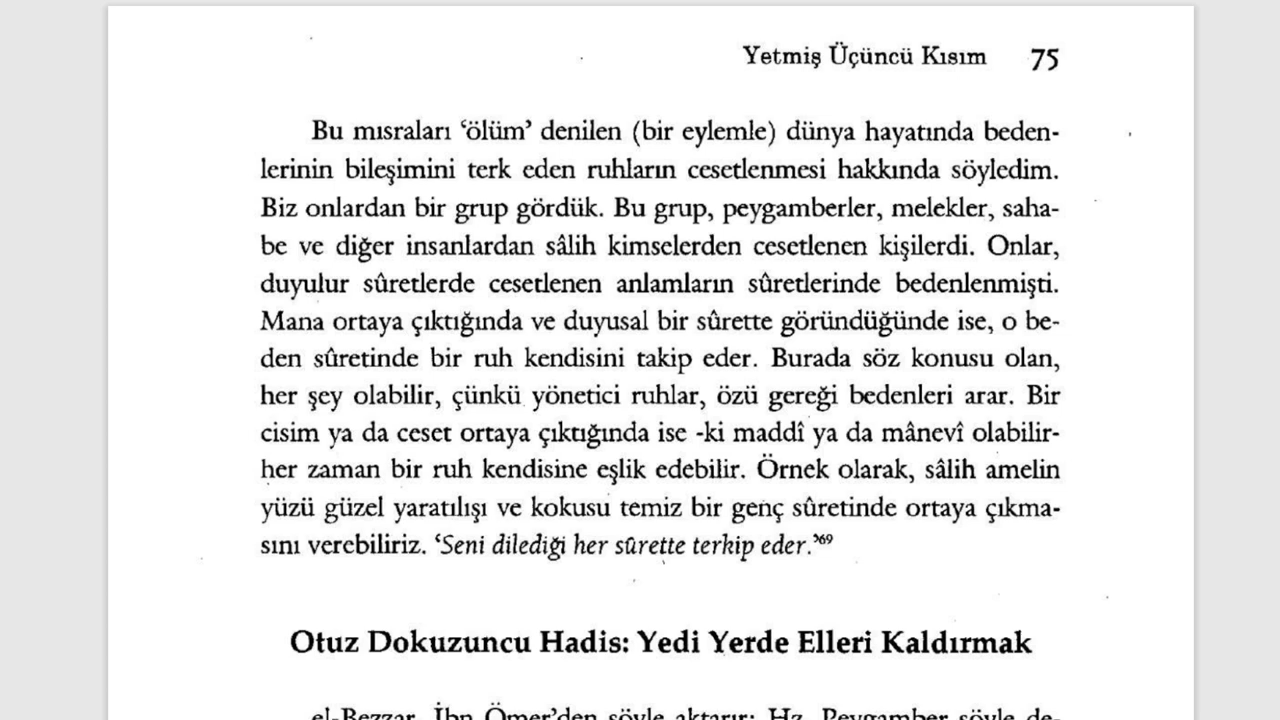 Yetmiş Üçüncü Kısım 75
Bu mısraları ‘ölüm’ denilen (bir eylemle) dünya hayatında beden-
lerinin bileşimini terk eden ruhların cesetlenmesi hakkında söyledim.
Biz onlardan bir grup gördük. Bu grup, peygamberler, melekler, saha-
be ve diğer insanlardan sâlih kimselerden cesetlenen kişilerdi. Onlar,
duyulur sûretlerde cesetlenen anlamların sûretlerinde bedenlenmişti.
Mana ortaya çıktığında ve duyusal bir sûrette göründüğünde ise, o be-
den sûretinde bir ruh kendisini takip eder. Burada söz konusu olan,
her şey olabilir, çünkü yönetici ruhlar, özü gereği bedenleri arar. Bir
cisim ya da ceset ortaya çıktığında ise -ki maddî ya da mânevî olabilir-
her zaman bir ruh kendisine eşlik edebilir. Örnek olarak, sâlih amelin
yüzü güzel yaratılışı ve kokusu temiz bir genç sûretinde ortaya çıkma-
sını verebiliriz. ‘Seni dilediği her sûrette terkip eder.’69
Otuz Dokuzuncu Hadis: Yedi Yerde Elleri Kaldırmak
el-Bezzar, İbn Ömer’den şöyle aktarır: Hz. Peygamber şöyle de-